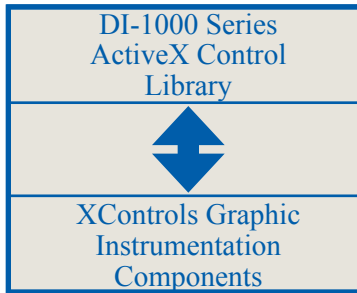 DI-1000 Series
ActiveX Control
Library
XControls Graphic
Instrumentation
Components